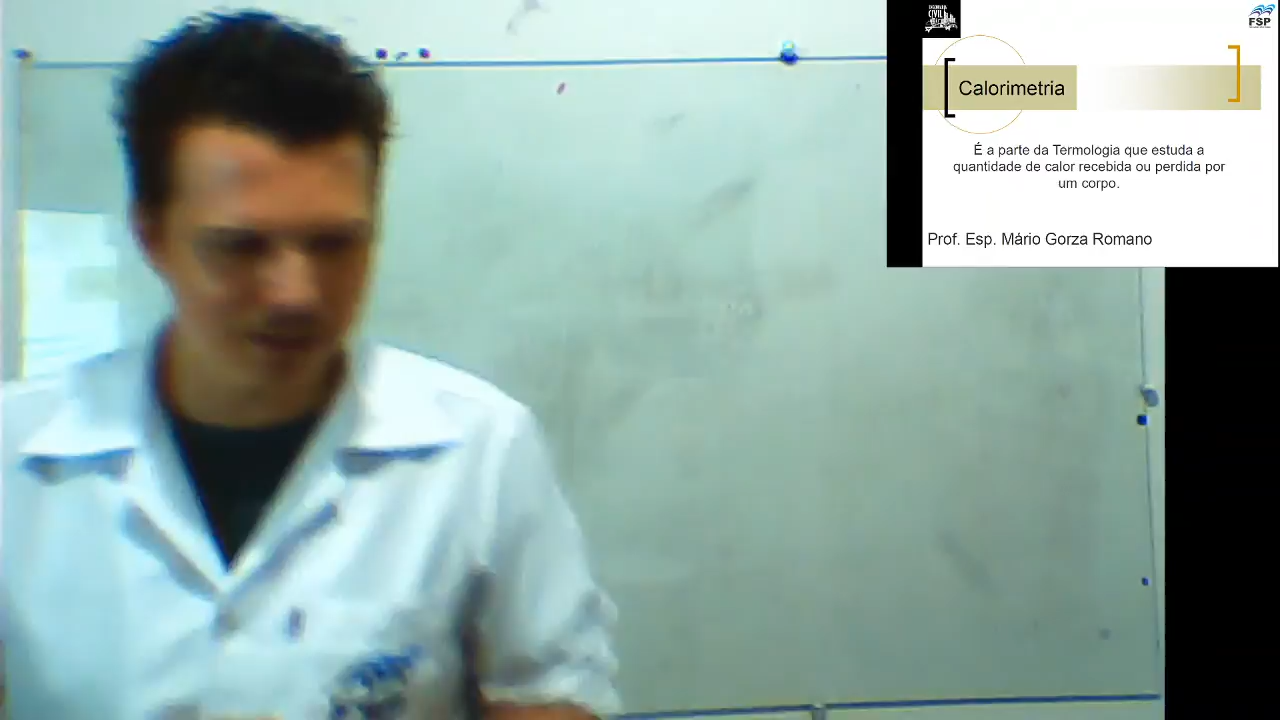 CIVIL
FSP
Calorimetria
É a parte da Termologia que estuda a
quantidade de calor recebida ou perdida por
um corpo.
Prof. Esp. Mário Gorza Romano